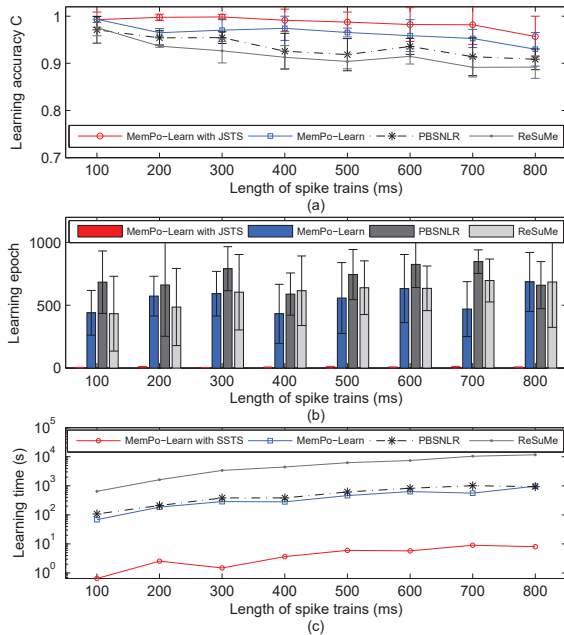 1
0.9
0.8
0.7
Learning accuracy C
MemPo−Learn with JSTS MemPo−Learn PBSNLR ReSuMe
100 200 300 400 500 600 700 800
Length of spike trains (ms)
(a)
1000
500
0
Learning epoch
MemPo−Learn with JSTS MemPo−Learn PBSNLR ReSuMe
100 200 300 400 500 600 700 800
Length of spike trains (ms)
(b)
10^5
10^4
10^3
10^2
10^1
10^0
Learning time (s)
MemPo−Learn with SSTS MemPo−Learn PBSNLR ReSuMe
100 200 300 400 500 600 700 800
Length of spike trains (ms)
(c)